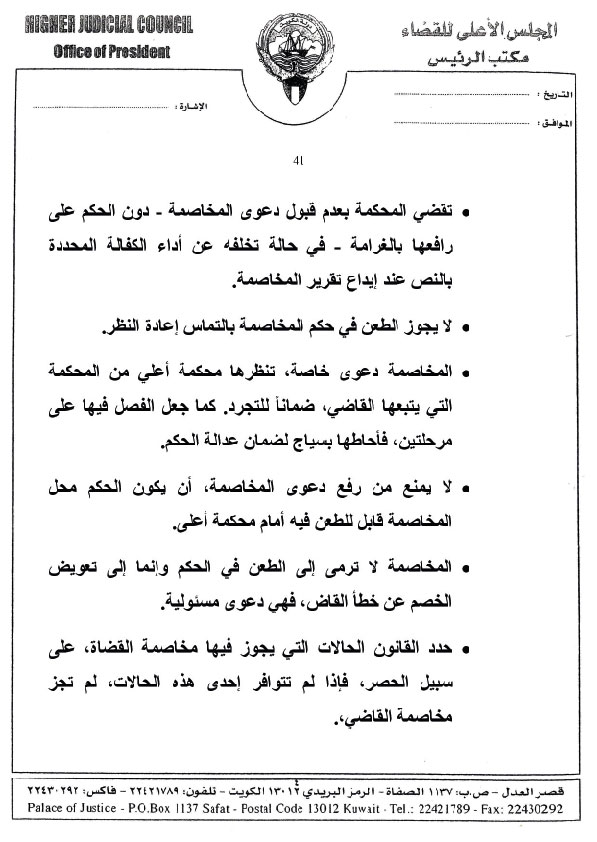 HIGHER JUDICIAL COUNCIL
Office of President
المجلس الأعلى للقضاء
مكتب الرئيس
التاريخ :
الموافق :
الإشارة :
41
• تقضي المحكمة بعدم قبول دعوى المخاصمة - دون الحكم على
رافعها بالغرامة - في حالة تخلفه عن أداء الكفالة المحددة
بالنص عند إيداع تقرير المخاصمة.
• لا يجوز الطعن في حكم المخاصمة بالتماس إعادة النظر.
• المخاصمة دعوى خاصة، تنظرها محكمة أعلي من المحكمة
التي يتبعها القاضي، ضماناً للتجرد. كما جعل الفصل فيها على
مرحلتين، فأحاطها بسياج لضمان عدالة الحكم.
• لا يمنع من رفع دعوى المخاصمة، أن يكون الحكم محل
المخاصمة قابل للطعن فيه أمام محكمة أعلي.
• المخاصمة لا ترمى إلى الطعن في الحكم وإنما إلى تعويض
الخصم عن خطأ القاض، فهي دعوى مسئولية.
• حدد القانون الحالات التي يجوز فيها مخاصمة القضاة، على
سبيل الحصر، فإذا لم تتوافر إحدى هذه الحالات، لم تجز
مخاصمة القاضي،.
قصر العدل - ص.ب: ١١٣٧ الصفاة - الرمز البريدي ١٣٠١٢ الكويت - تلفون: ٢٢٤٢١٧٨٩ - فاكس: ٢٢٤٣٠٢٩٢
Palace of Justice - P.O.Box 1137 Safat - Postal Code 13012 Kuwait - Tel.: 22421789 - Fax: 22430292